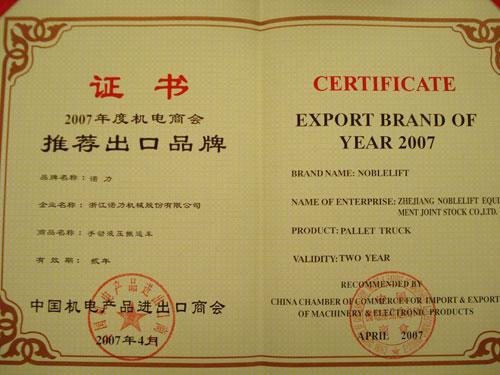 证书
2007年度机电商会
推荐出口品牌
品牌名称：诺力
企业名称：浙江诺力机械股份有限公司
商品名称：手动液压搬运车
有效期：贰年
中国机电产品进出口商会
2007年4月
CERTIFICATE
EXPORT BRAND OF
YEAR 2007
BRAND NAME: NOBLELIFT
NAME OF ENTERPRISE: ZHEJIANG NOBLELIFT EQUI
MENT JOINT STOCK CO.,LTD.
PRODUCT: PALLET TRUCK
VALIDITY: TWO YEAR
RECOMMENDED BY
CHINA CHAMBER OF COMMERCE FOR IMPORT & EXPORT
OF MACHINERY & ELECTRONIC PRODUCTS
APRIL 2007